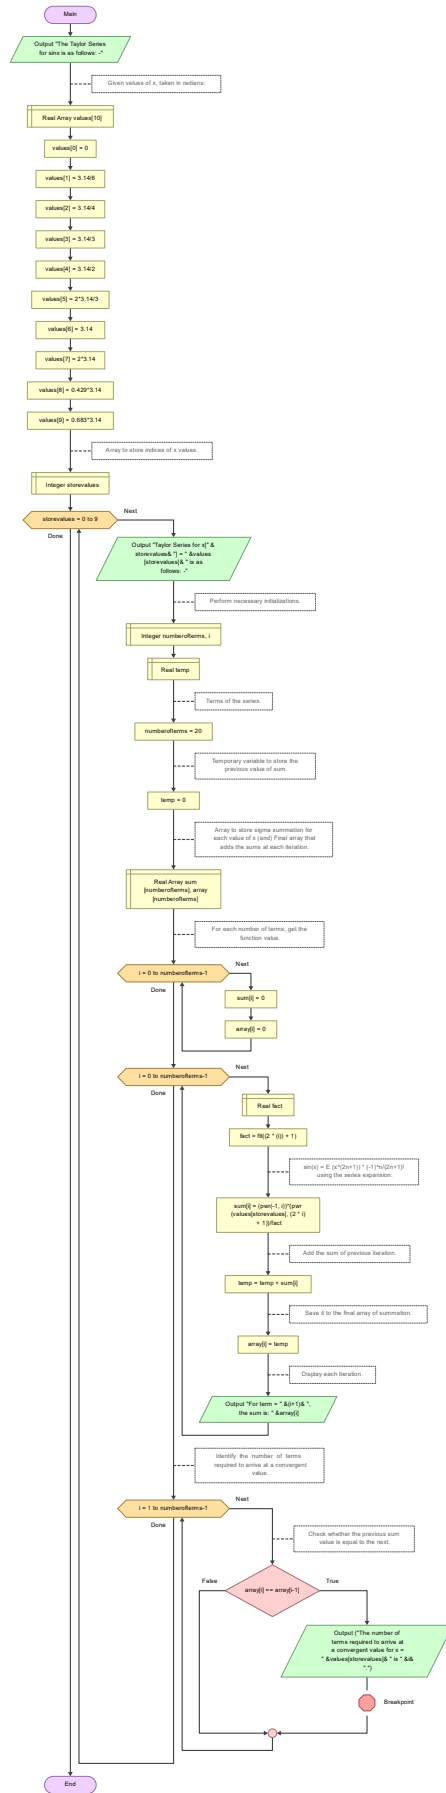 Main
Output "The Taylor Series
for sinx is as follows: -"
Given values of x, taken in radians.
Real Array values[10]
values[0] = 0
values[1] = 3.14/6
values[2] = 3.14/4
values[3] = 3.14/3
values[4] = 3.14/2
values[5] = 2*3.14/3
values[6] = 3.14
values[7] = 2*3.14
values[8] = 0.429*3.14
values[9] = 0.683*3.14
Array to store indices of x values.
Integer storevalues
storevalues = 0 to 9
Next
Done
Output "Taylor Series for x[" &
storevalues& "] = " &values
[storevalues]& " is as
follows: -"
Perform necessary initializations.
Integer numberofterms, i
Real temp
Terms of the series.
numberofterms = 20
Temporary variable to store the
previous value of sum.
temp = 0
Array to store sigma summation for
each value of x (and) Final array that
adds the sums at each iteration.
Real Array sum
[numberofterms], array
[numberofterms]
For each number of terms, get the
function value.
i = 0 to numberofterms-1
Next
Done
sum[i] = 0
array[i] = 0
i = 0 to numberofterms-1
Next
Done
Real fact
fact = fit((2 * (i)) + 1)
sin(x) = E (x^(2n+1)) * (-1)^n/(2n+1)!
using the series expansion.
sum[i] = (pwr(-1, i))*(pwr
(values[storevalues], (2 * i)
+ 1))/fact
Add the sum of previous iteration.
temp = temp + sum[i]
Save it to the final array of summation.
array[i] = temp
Display each iteration.
Output "For term = " &(i+1)& ",
the sum is: " &array[i]
Identify the number of terms
required to arrive at a convergent
value.
i = 1 to numberofterms-1
Next
Done
Check whether the previous sum
value is equal to the next.
False
True
array[i] == array[i-1]
Output ("The number of
terms required to arrive at
a convergent value for x =
" &values[storevalues]& " is " &i&
".")
Breakpoint
End